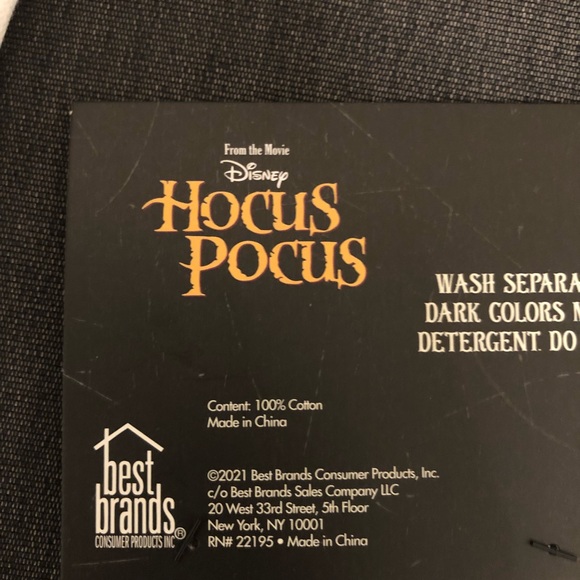 From the Movie
Disney
HOCUS
POCUS
WASH SEPARA
DARK COLORS M
DETERGENT. DO
Content: 100% Cotton
Made in China
best
brands
CONSUMER PRODUCTS INC ®
©2021 Best Brands Consumer Products, Inc.
c/o Best Brands Sales Company LLC
20 West 33rd Street, 5th Floor
New York, NY 10001
RN# 22195 • Made in China